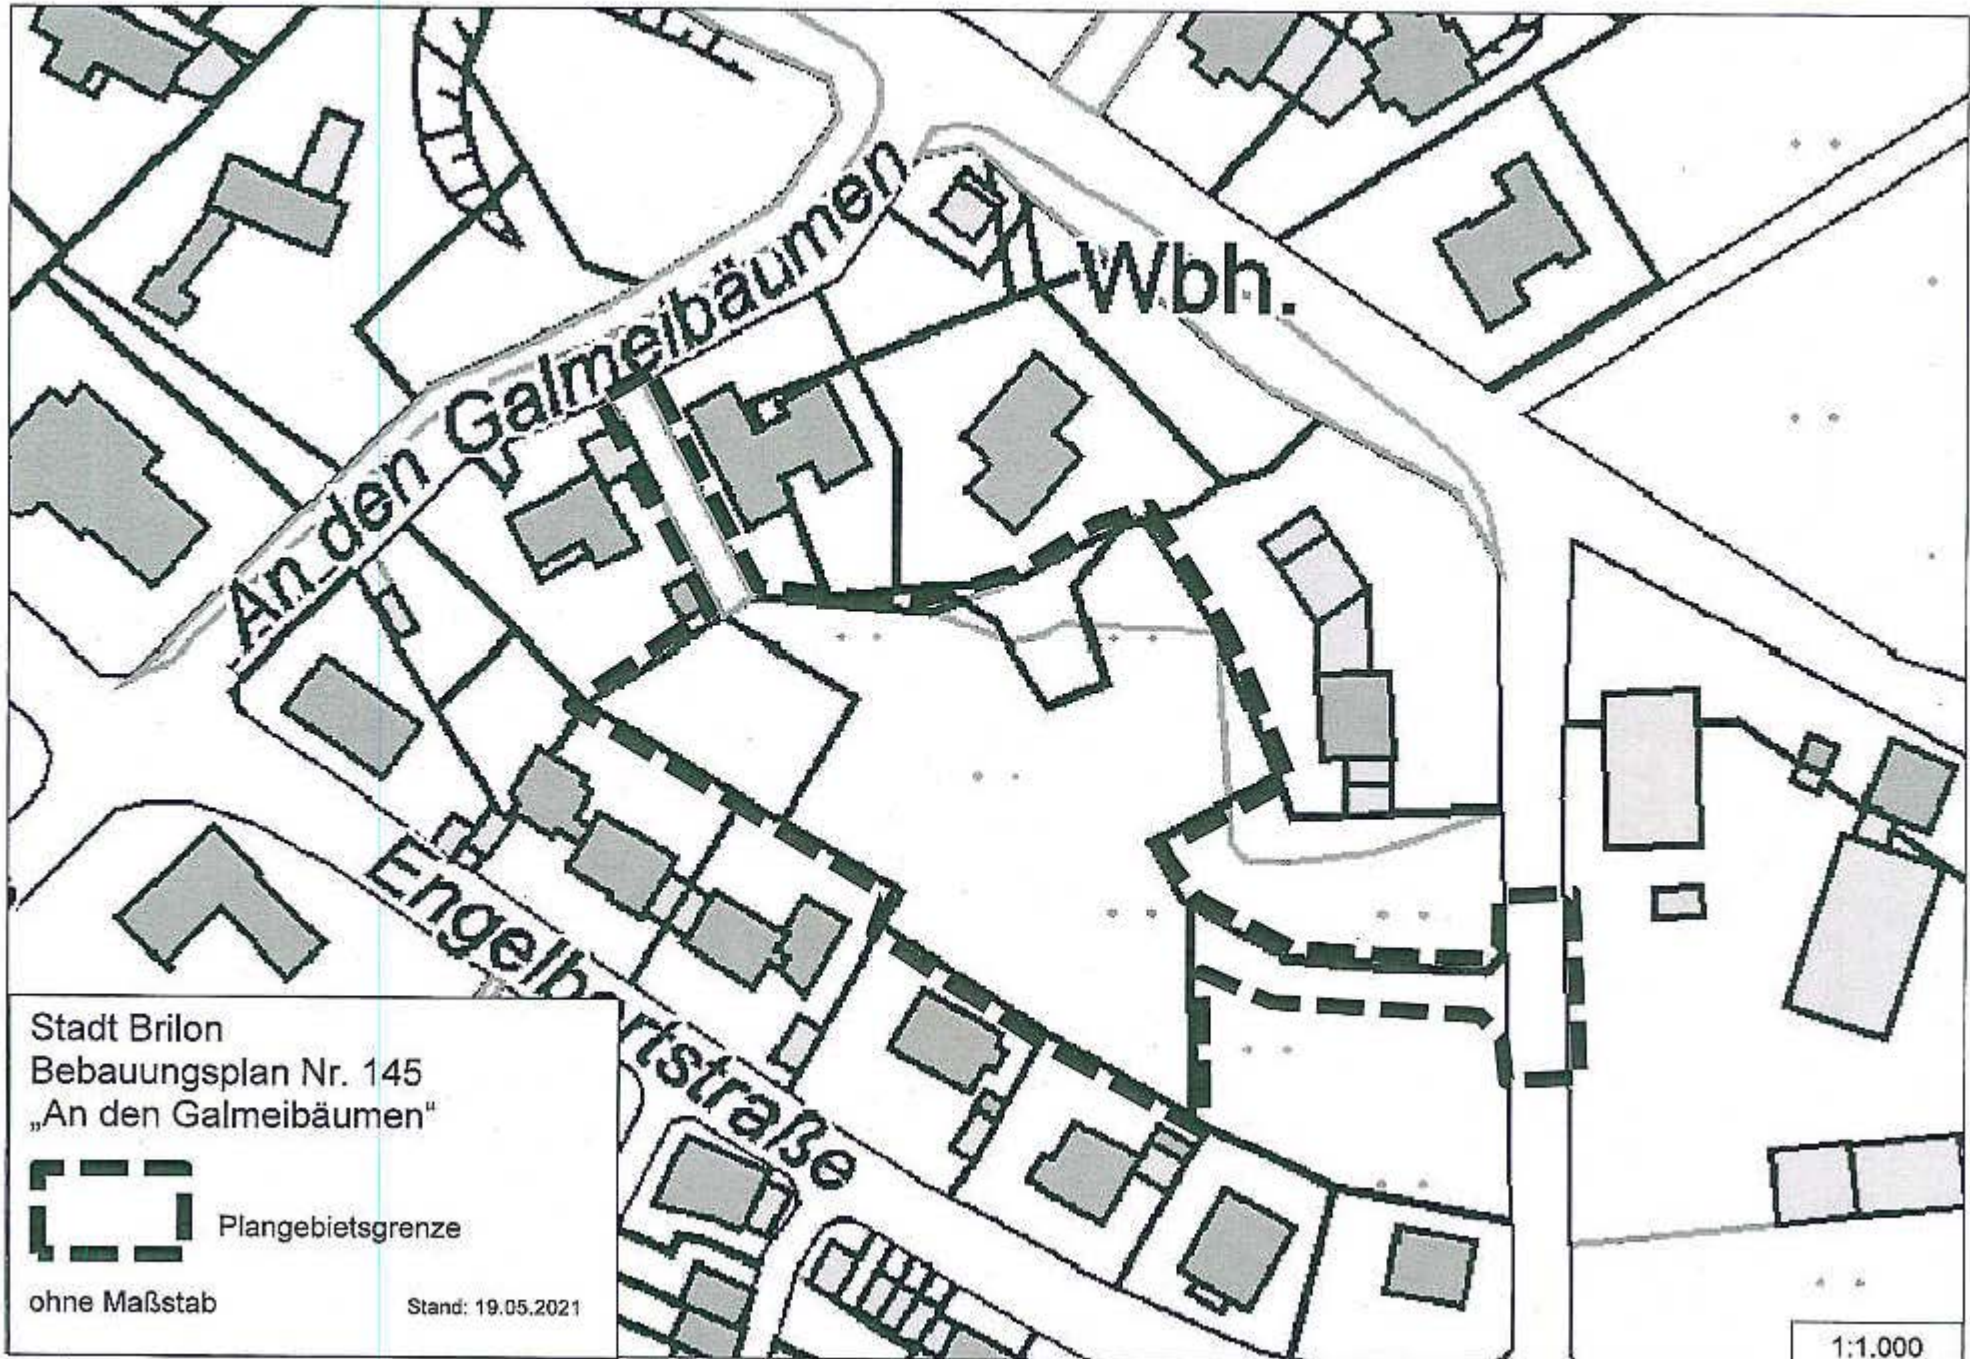 An den Galmeibäumen
Wbh.
Engelbertstraße
Stadt Brilon
Bebauungsplan Nr. 145
„An den Galmeibäumen“
Plangebietsgrenze
ohne Maßstab
Stand: 19.05.2021
1:1.000